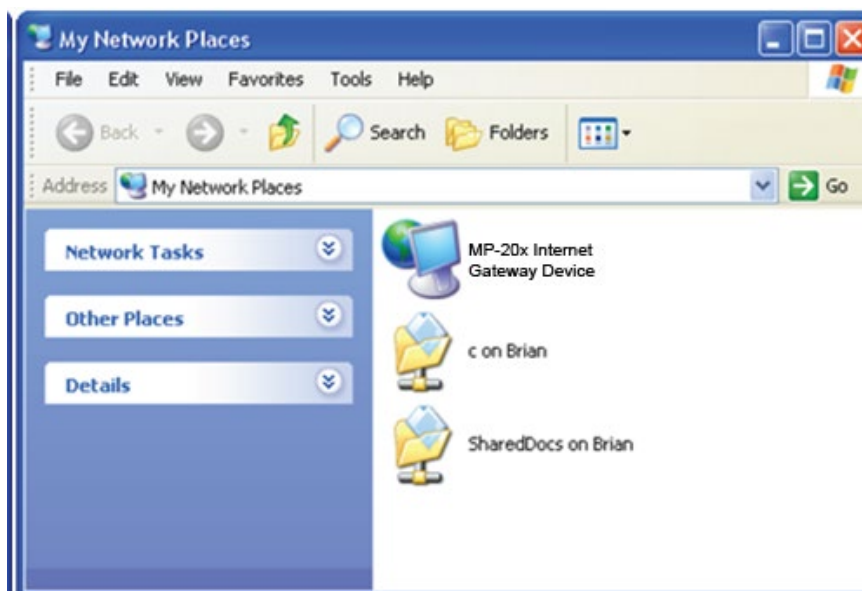 My Network Places
File Edit View Favorites Tools Help
Back Search Folders
Address My Network Places Go
Network Tasks
Other Places
Details
MP-20x Internet
Gateway Device
c on Brian
SharedDocs on Brian